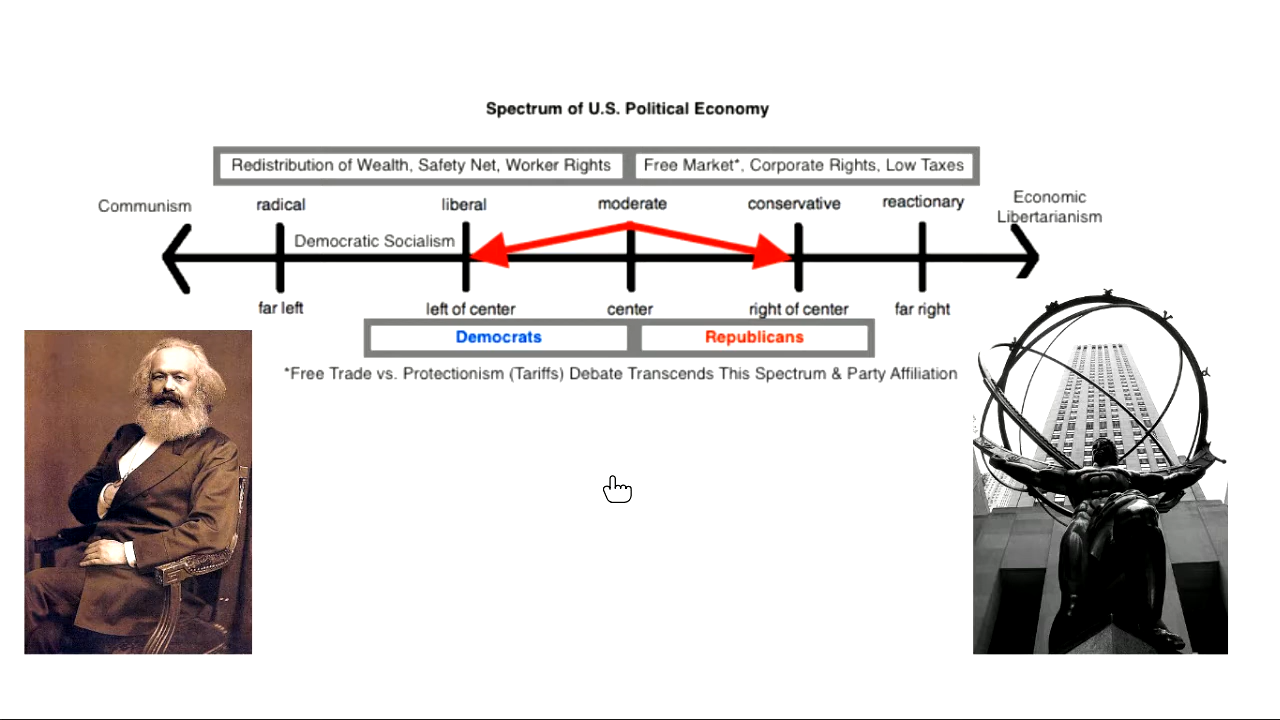 Spectrum of U.S. Political Economy
Redistribution of Wealth, Safety Net, Worker Rights
Free Market*, Corporate Rights, Low Taxes
Communism
radical
liberal
moderate
conservative
reactionary
Economic
Libertarianism
Democratic Socialism
far left
left of center
center
right of center
far right
Democrats
Republicans
*Free Trade vs. Protectionism (Tariffs) Debate Transcends This Spectrum & Party Affiliation